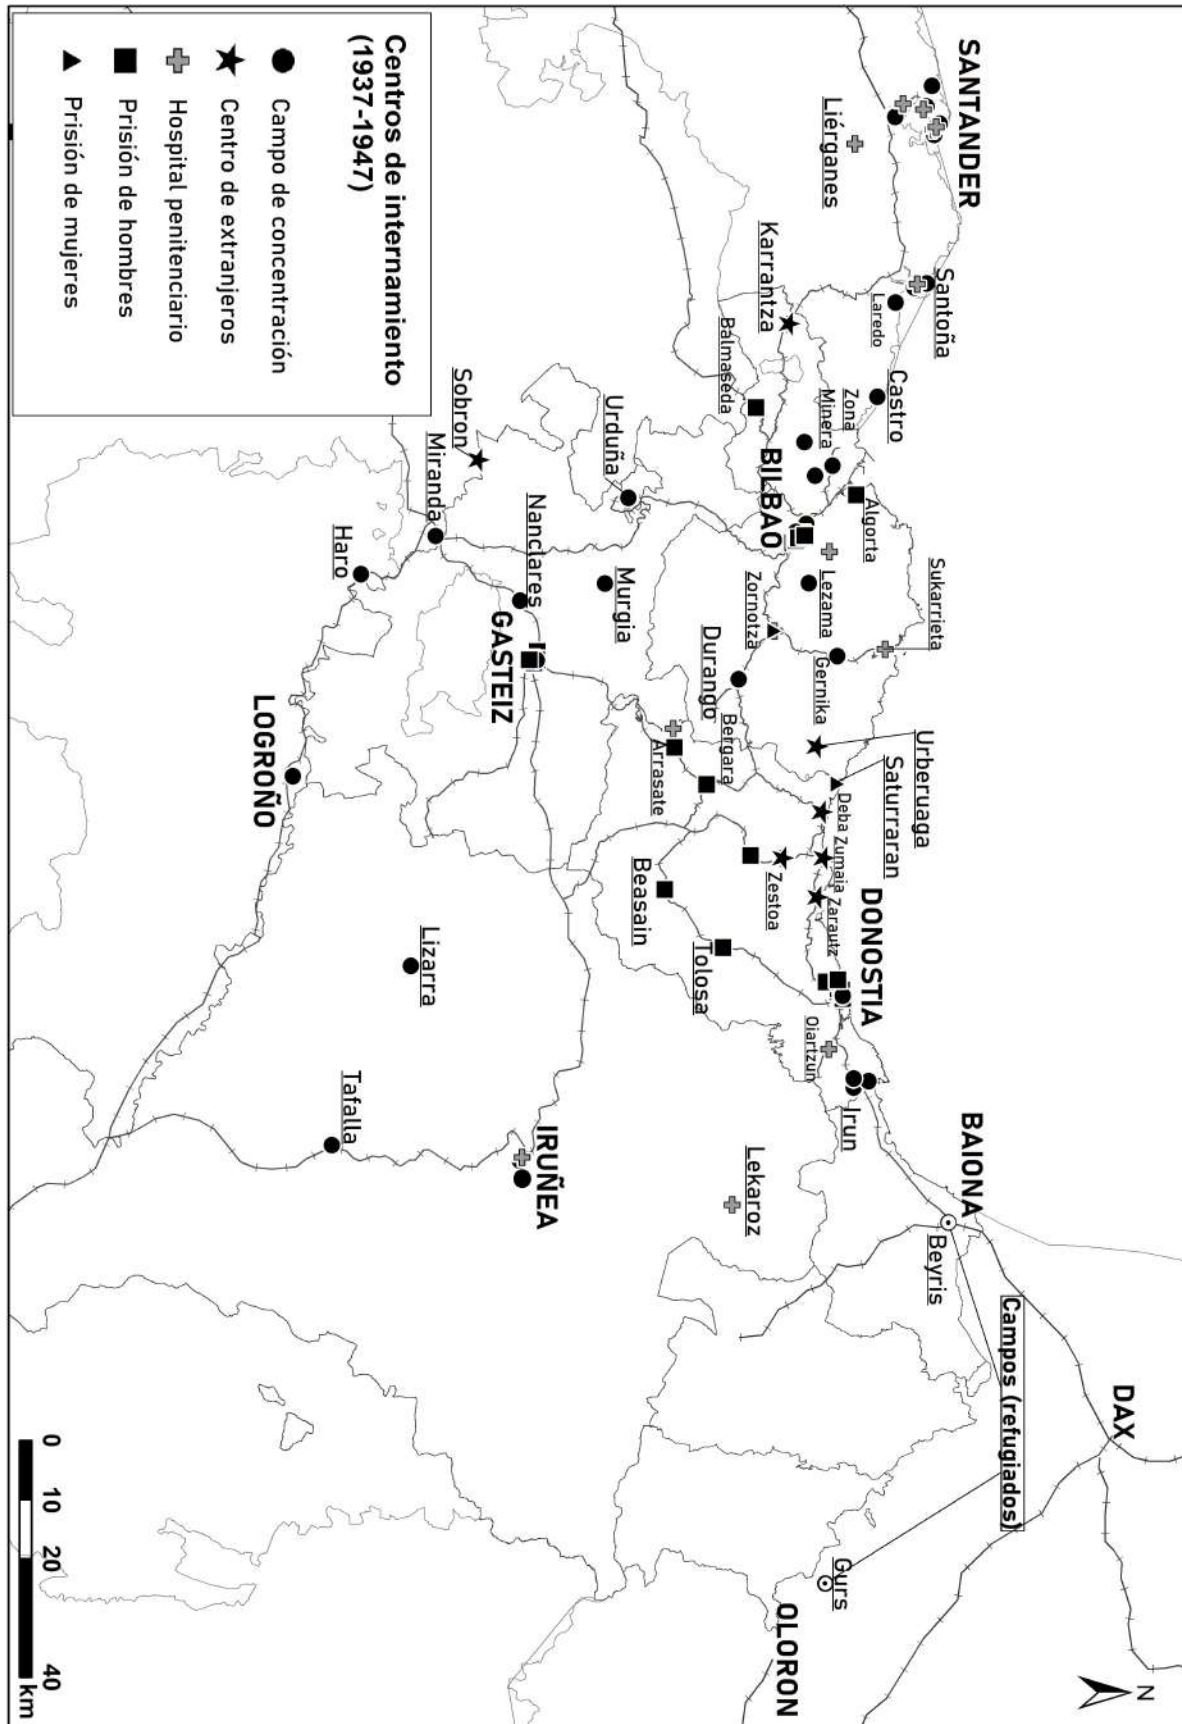 SANTANDER
Liérganes
Santoña
Laredo
Karrantza
Castro
Balmaseda
Zona
Minera
BILBAO
Algorta
Sukarrieta
Lezama
Zornotza
Gernika
Urduña
Sobron
Miranda
Nanclares
Murgia
Durango
Haro
GASTEIZ
Bergara
Arrasate
Urberuaga
Saturraran
Deba
Zumaia
Zarautz
LOGROÑO
Zestoa
Beasain
Tolosa
DONOSTIA
Oiartzun
Irun
Lizarra
Tafalla
IRUÑEA
Lekaroz
BAIONA
Beyris
Campos (refugiados)
DAX
Gurs
OLORON
N
Centros de internamiento
(1937-1947)
Campo de concentración
Centro de extranjeros
Hospital penitenciario
Prisión de hombres
Prisión de mujeres
0 10 20 40
km